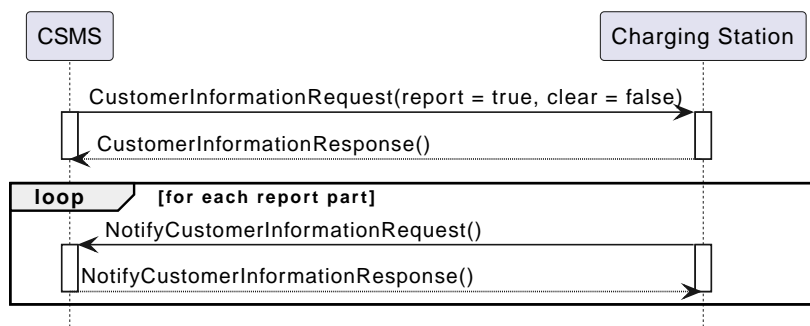 CSMS
Charging Station
CustomerInformationRequest(report = true, clear = false)
CustomerInformationResponse()
loop
[for each report part]
NotifyCustomerInformationRequest()
NotifyCustomerInformationResponse()